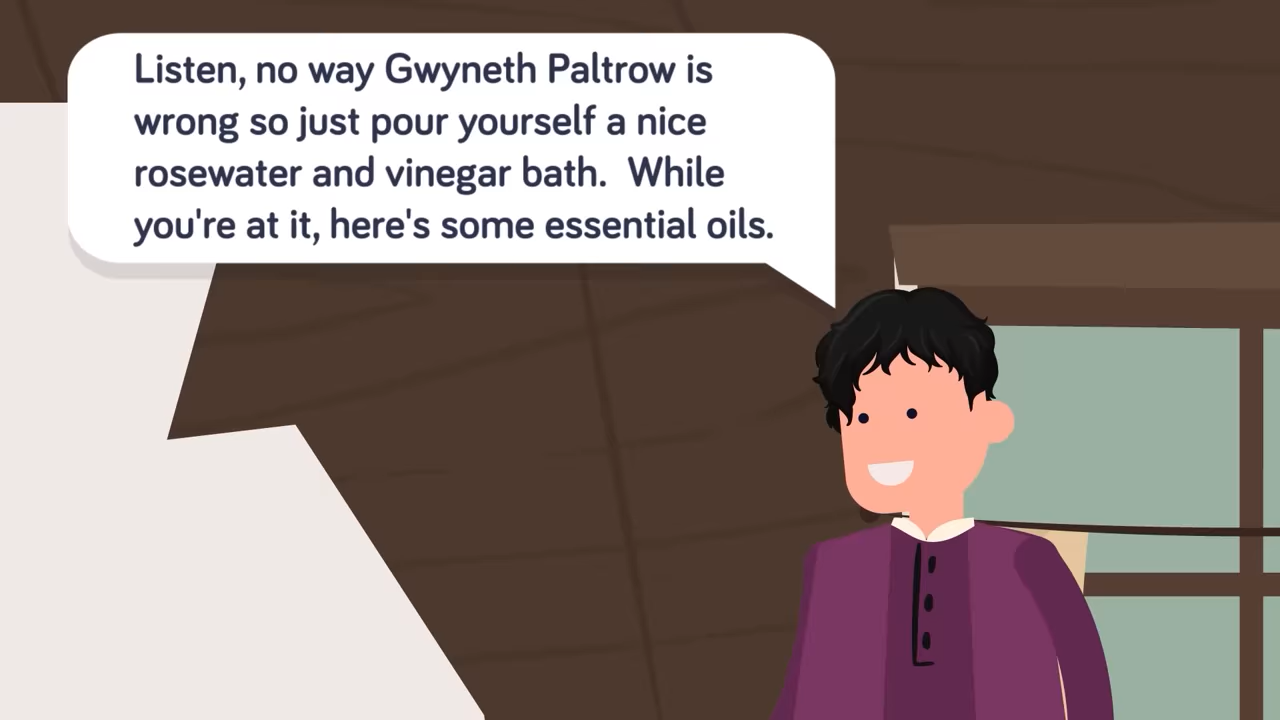 Listen, no way Gwyneth Paltrow is
wrong so just pour yourself a nice
rosewater and vinegar bath.  While
you're at it, here's some essential oils.